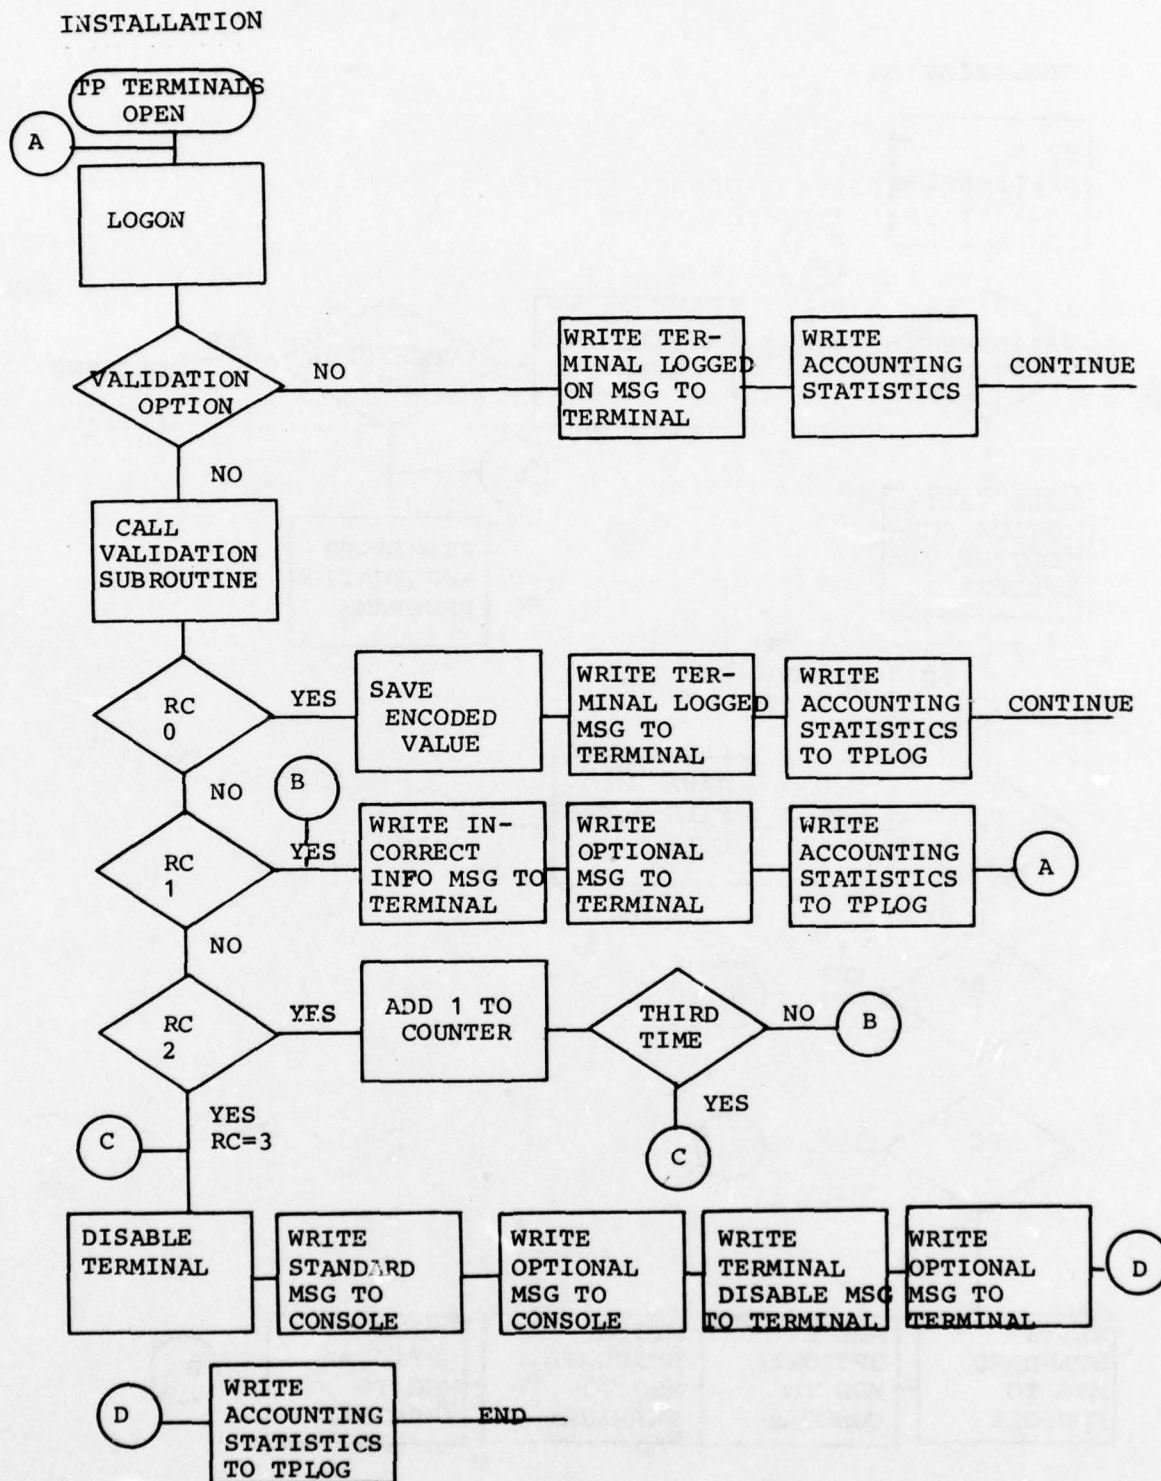 INSTALLATION
TP TERMINALS
OPEN
A
LOGON
VALIDATION
OPTION
NO
WRITE TER-
MINAL LOGGED
ON MSG TO
TERMINAL
WRITE
ACCOUNTING
STATISTICS
CONTINUE
NO
CALL
VALIDATION
SUBROUTINE
RC
0
YES
SAVE
ENCODED
VALUE
WRITE TER-
MINAL LOGGED
MSG TO
TERMINAL
WRITE
ACCOUNTING
STATISTICS
TO TPLOG
CONTINUE
NO
B
RC
1
YES
WRITE IN-
CORRECT
INFO MSG TO
TERMINAL
WRITE
OPTIONAL
MSG TO
TERMINAL
WRITE
ACCOUNTING
STATISTICS
TO TPLOG
A
NO
RC
2
YES
ADD 1 TO
COUNTER
THIRD
TIME
NO
B
YES
RC=3
C
YES
C
DISABLE
TERMINAL
WRITE
STANDARD
MSG TO
CONSOLE
WRITE
OPTIONAL
MSG TO
CONSOLE
WRITE
TERMINAL
DISABLE MSG
TO TERMINAL
WRITE
OPTIONAL
MSG TO
TERMINAL
D
D
WRITE
ACCOUNTING
STATISTICS
TO TPLOG
END